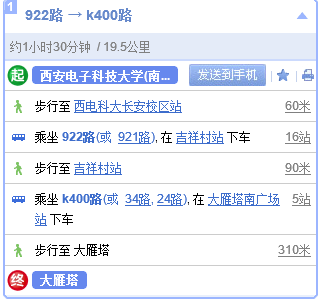 1
922路 → k400路
约1小时30分钟 / 19.5公里
起 西安电子科技大学(南... 发送到手机
步行至 西电科大长安校区站 60米
乘坐 922路(或 921路), 在 吉祥村站 下车 16站
步行至 吉祥村站 90米
乘坐 k400路(或 34路, 24路), 在 大雁塔南广场 5站
站 下车
步行至 大雁塔 310米
终 大雁塔